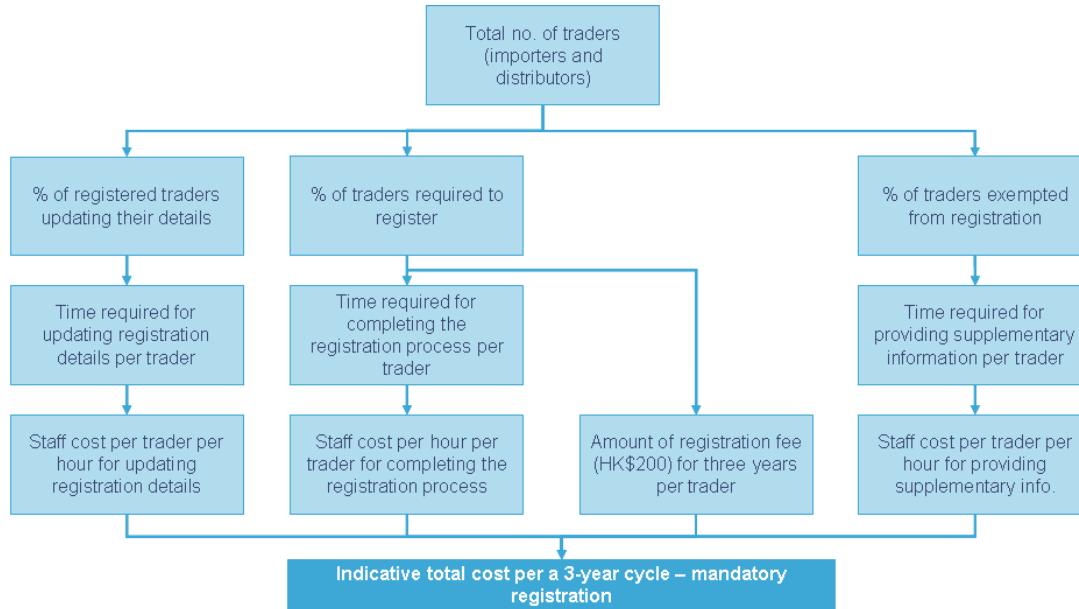 Total no. of traders
(importers and
distributors)
% of registered traders
updating their details
% of traders required to
register
% of traders exempted
from registration
Time required for
updating registration
details per trader
Time required for
completing the
registration process per
trader
Time required for
providing supplementary
information per trader
Staff cost per trader per
hour for updating
registration details
Staff cost per hour per
trader for completing the
registration process
Amount of registration fee
(HK$200) for three years
per trader
Staff cost per trader per
hour for providing
supplementary info.
Indicative total cost per a 3-year cycle – mandatory
registration